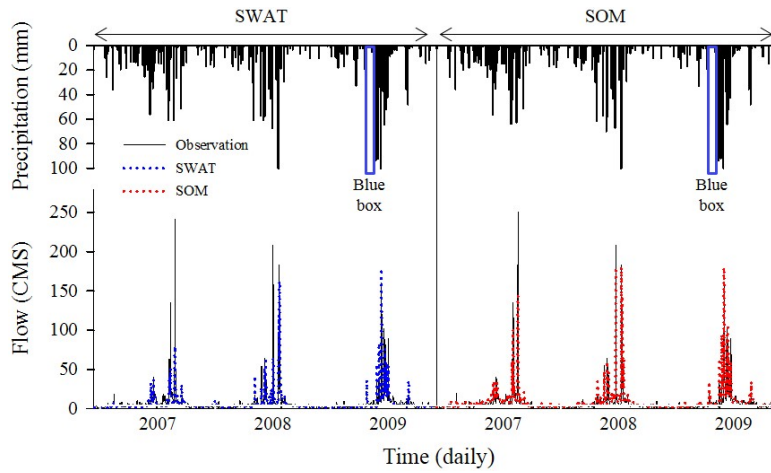 SWAT SOM
Precipitation (mm)
0
20
40
60
80
100
Observation
SWAT
SOM
Blue
box
Blue
box
Flow (CMS)
250
200
150
100
50
0
2007 2008 2009 2007 2008 2009
Time (daily)